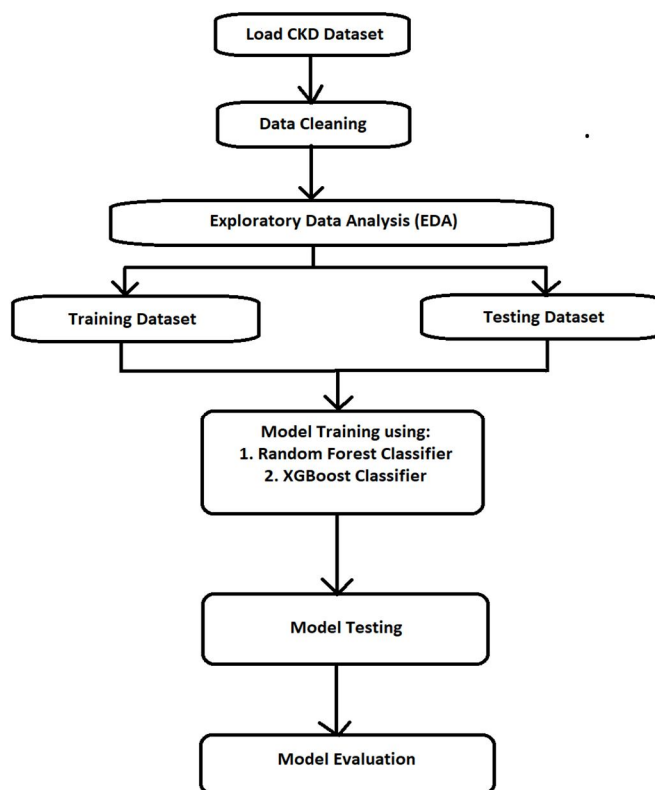 Load CKD Dataset
Data Cleaning
Exploratory Data Analysis (EDA)
Training Dataset
Testing Dataset
Model Training using:
1. Random Forest Classifier
2. XGBoost Classifier
Model Testing
Model Evaluation